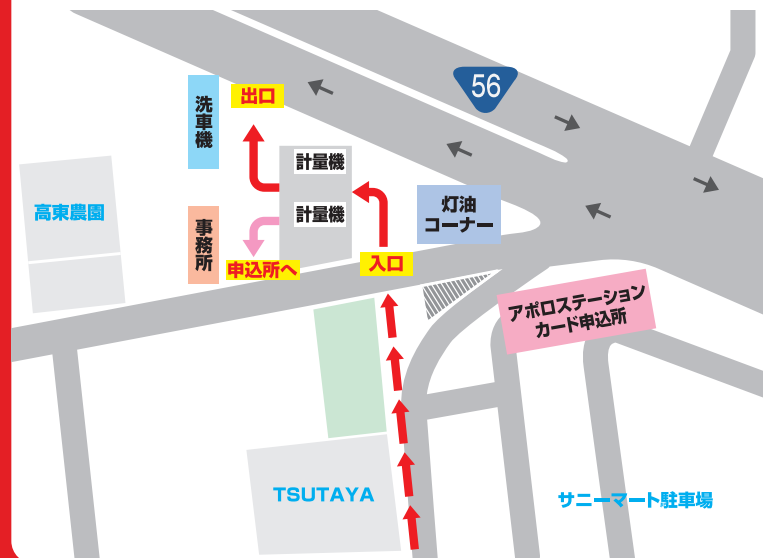 56
洗車機
出口
計量機
計量機
灯油
コーナー
高東農園
事務所
申込所へ
入口
アポロステーション
カード申込所
TSUTAYA
サニーマート駐車場